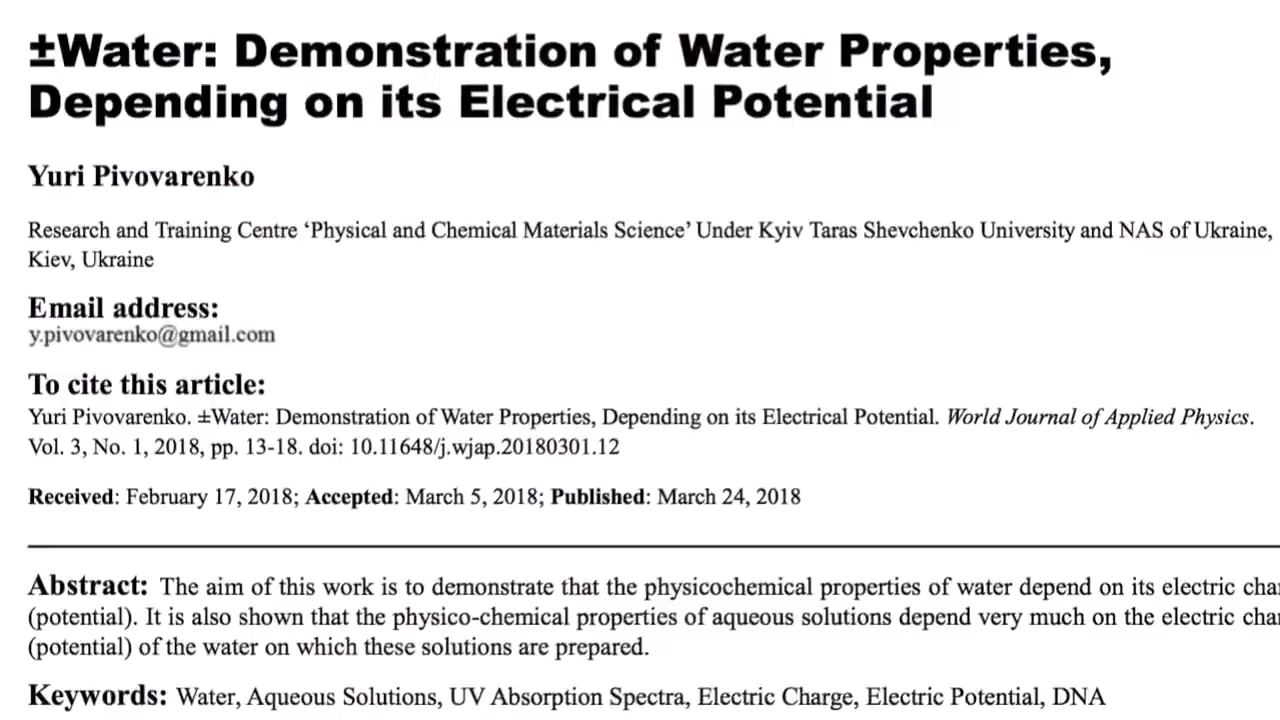 ±Water: Demonstration of Water Properties,
Depending on its Electrical Potential
Yuri Pivovarenko
Research and Training Centre ‘Physical and Chemical Materials Science’ Under Kyiv Taras Shevchenko University and NAS of Ukraine,
Kiev, Ukraine
Email address:
y.pivovarenko@gmail.com
To cite this article:
Yuri Pivovarenko. ±Water: Demonstration of Water Properties, Depending on its Electrical Potential. World Journal of Applied Physics.
Vol. 3, No. 1, 2018, pp. 13-18. doi: 10.11648/j.wjap.20180301.12
Received: February 17, 2018; Accepted: March 5, 2018; Published: March 24, 2018
Abstract: The aim of this work is to demonstrate that the physicochemical properties of water depend on its electric
(potential). It is also shown that the physico-chemical properties of aqueous solutions depend very much on the electric
(potential) of the water on which these solutions are prepared.
Keywords: Water, Aqueous Solutions, UV Absorption Spectra, Electric Charge, Electric Potential, DNA